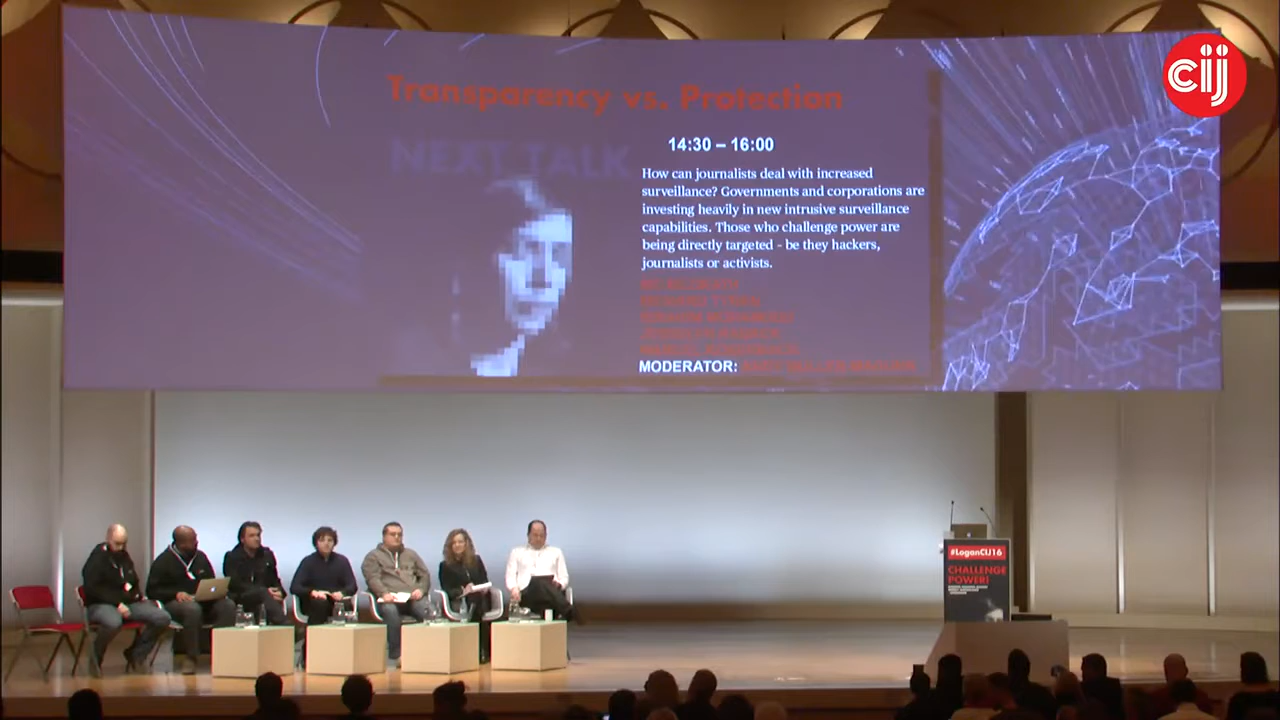 cij
Transparency vs. Protection
NEXT TALK
14:30 – 16:00
How can journalists deal with increased
surveillance? Governments and corporations are
investing heavily in new intrusive surveillance
capabilities. Those who challenge power are
being directly targeted - be they hackers,
journalists or activists.
MODERATOR:
#LoganCIJ16
CHALLENGE
POWER!